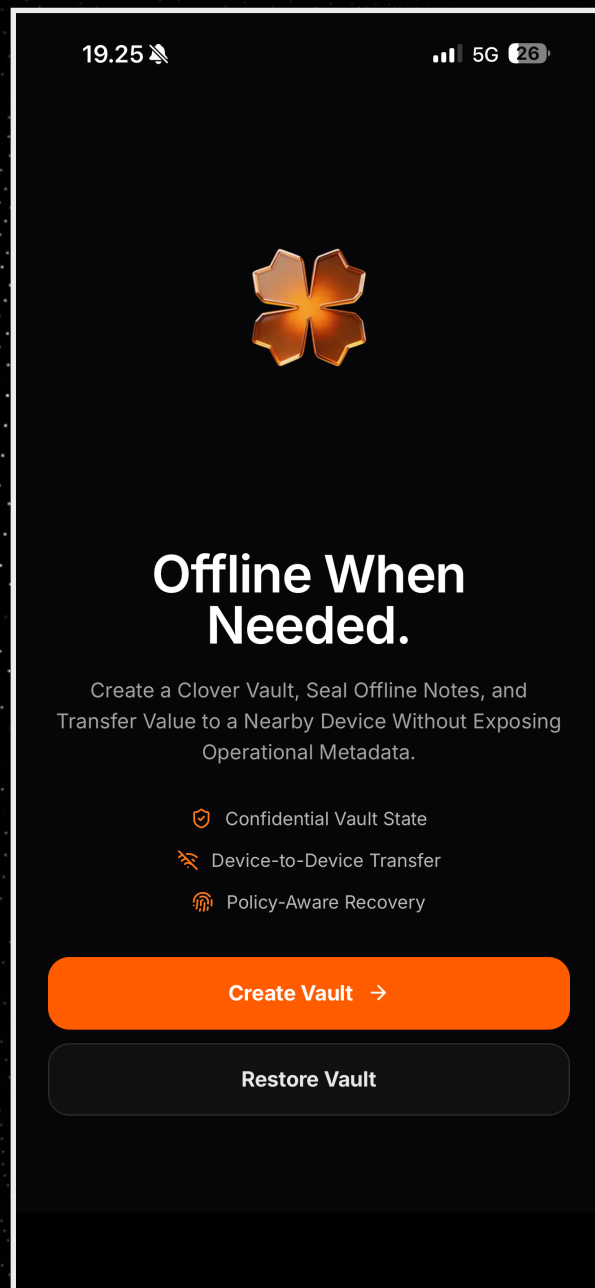 19.25
5G
26
Offline When
Needed.
Create a Clover Vault, Seal Offline Notes, and
Transfer Value to a Nearby Device Without Exposing
Operational Metadata.
Confidential Vault State
Device-to-Device Transfer
Policy-Aware Recovery
Create Vault
Restore Vault